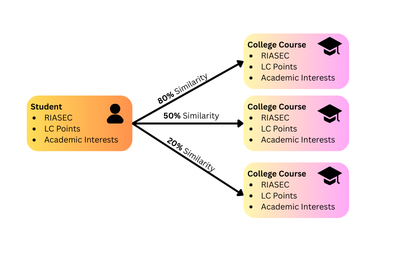 Student
• RIASEC
• LC Points
• Academic Interests
80% Similarity
50% Similarity
20% Similarity
College Course
• RIASEC
• LC Points
• Academic Interests
College Course
• RIASEC
• LC Points
• Academic Interests
College Course
• RIASEC
• LC Points
• Academic Interests